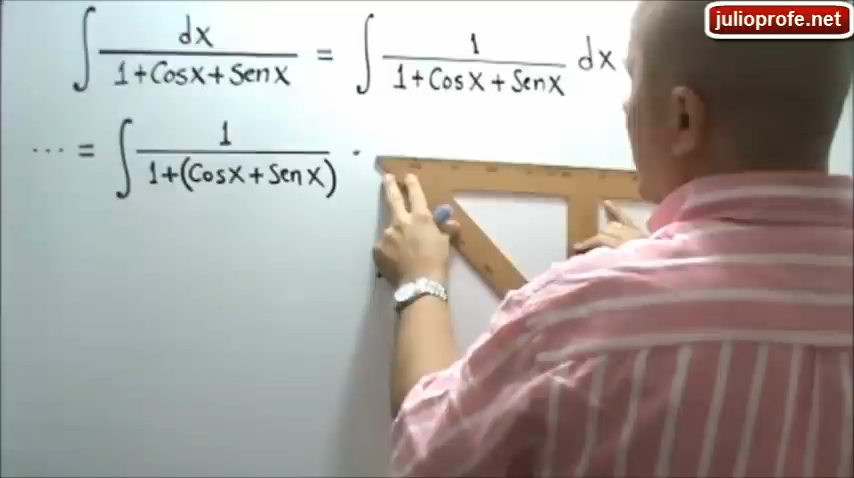 julioprofe.net
∫ dx / (1+Cosx+Senx) = ∫ 1 / (1+Cosx+Senx) dx
... = ∫ 1 / (1+(Cosx+Senx)) ·